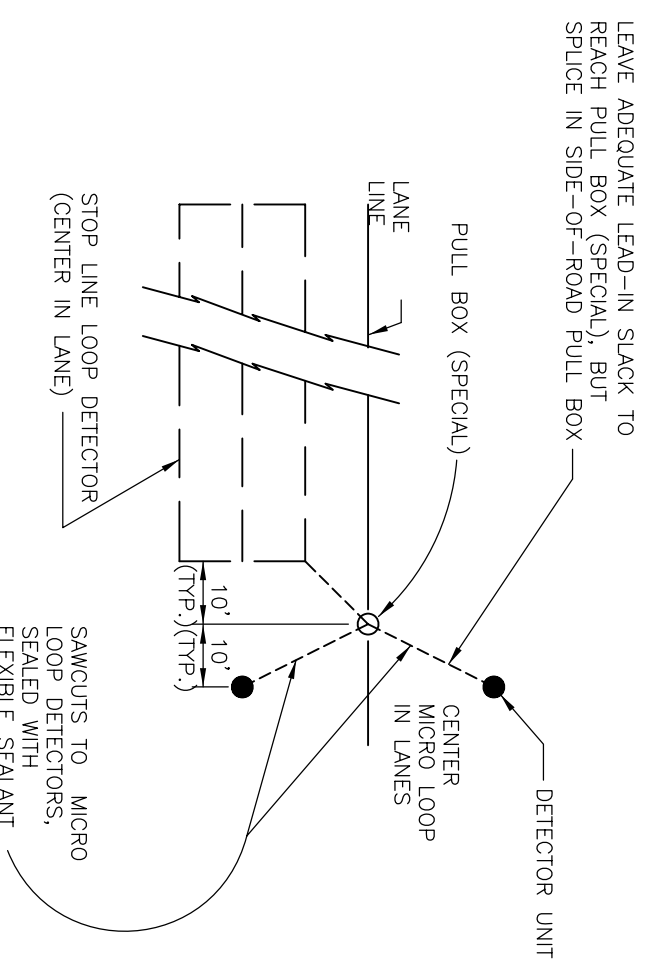 LEAVE ADEQUATE LEAD-IN SLACK TO
REACH PULL BOX (SPECIAL), BUT
SPLICE IN SIDE-OF-ROAD PULL BOX
DETECTOR UNIT
PULL BOX (SPECIAL)
CENTER
MICRO LOOP
IN LANES
LANE
LINE
10'
(TYP.)
10'
(TYP.)
STOP LINE LOOP DETECTOR
(CENTER IN LANE)
SAWCUTS TO MICRO
LOOP DETECTORS,
SEALED WITH
FLEXIBLE SEALANT